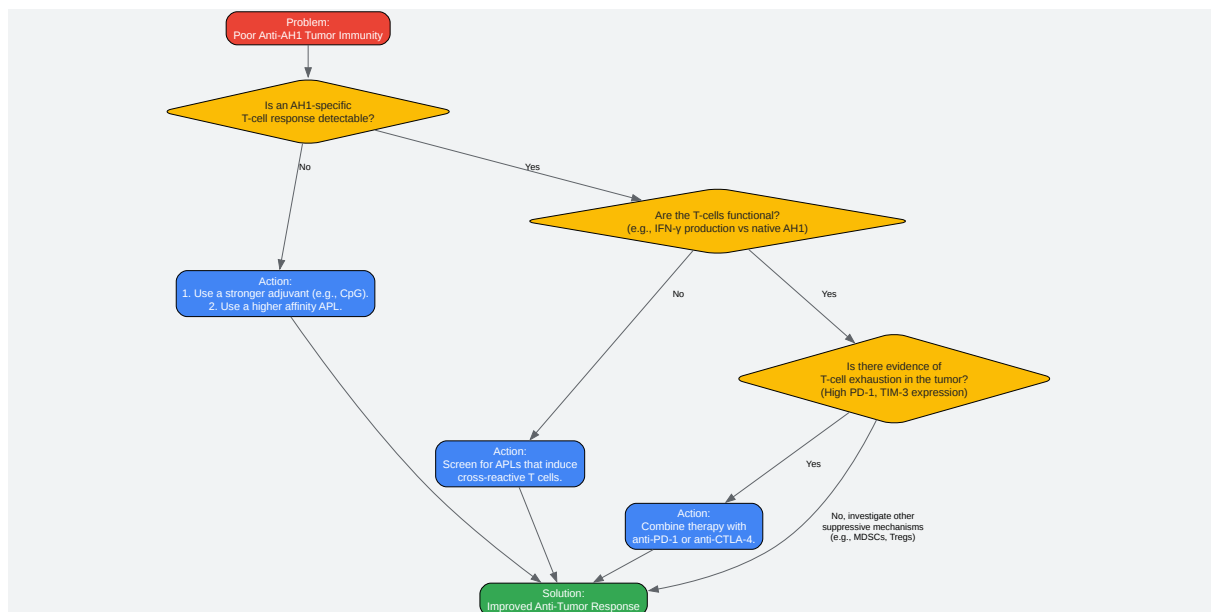 Problem:
Poor Anti-AH1 Tumor Immunity
Is an AH1-specific
T-cell response detectable?
No
Yes
Are the T-cells functional?
(e.g., IFN-γ production vs native AH1)
Action:
1. Use a stronger adjuvant (e.g., CpG).
2. Use a higher affinity APL.
No
Yes
Is there evidence of
T-cell exhaustion in the tumor?
(High PD-1, TIM-3 expression)
Action:
Screen for APLs that induce
cross-reactive T cells.
Yes
Action:
Combine therapy with
anti-PD-1 or anti-CTLA-4.
No, investigate other
suppressive mechanisms
(e.g., MDSCs, Tregs)
Solution:
Improved Anti-Tumor Response